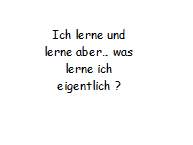 Ich lerne und
lerne aber.. was
lerne ich
eigentlich ?